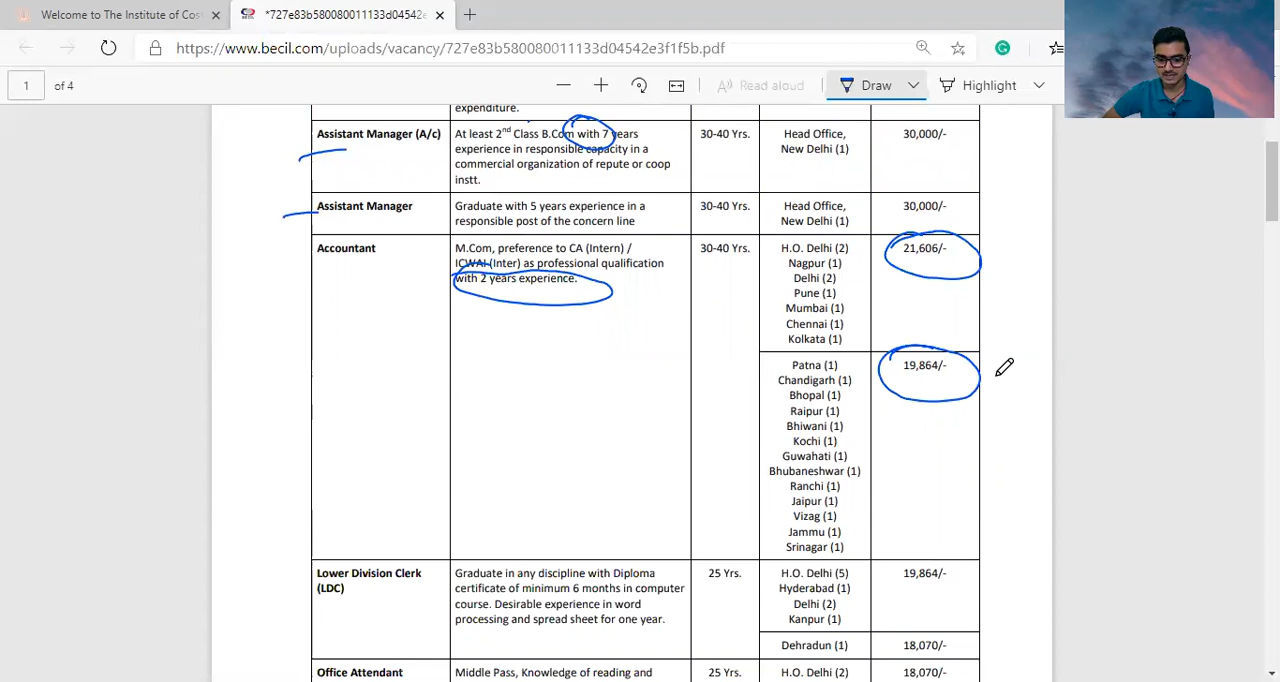 Welcome to The Institute of Cos
*727e83b580080011133d04542e
https://www.becil.com/uploads/vacancy/727e83b580080011133d04542e3f1f5b.pdf
1 of 4
Read aloud
Draw
Highlight
expenditure.
Assistant Manager (A/c)
At least 2nd Class B.Com with 7 years
experience in responsible capacity in a
commercial organization of repute or coop
instt.
30-40 Yrs.
Head Office,
New Delhi (1)
30,000/-
Assistant Manager
Graduate with 5 years experience in a
responsible post of the concern line
30-40 Yrs.
Head Office,
New Delhi (1)
30,000/-
Accountant
M.Com, preference to CA (Intern) /
ICWAI (Inter) as professional qualification
with 2 years experience.
30-40 Yrs.
H.O. Delhi (2)
Nagpur (1)
Delhi (2)
Pune (1)
Mumbai (1)
Chennai (1)
Kolkata (1)
21,606/-
Patna (1)
Chandigarh (1)
Bhopal (1)
Raipur (1)
Bhiwani (1)
Kochi (1)
Guwahati (1)
Bhubaneshwar (1)
Ranchi (1)
Jaipur (1)
Vizag (1)
Jammu (1)
Srinagar (1)
19,864/-
Lower Division Clerk
(LDC)
Graduate in any discipline with Diploma
certificate of minimum 6 months in computer
course. Desirable experience in word
processing and spread sheet for one year.
25 Yrs.
H.O. Delhi (5)
Hyderabad (1)
Delhi (2)
Kanpur (1)
19,864/-
Dehradun (1)
18,070/-
Office Attendant
Middle Pass, Knowledge of reading and
25 Yrs.
H.O. Delhi (2)
18,070/-